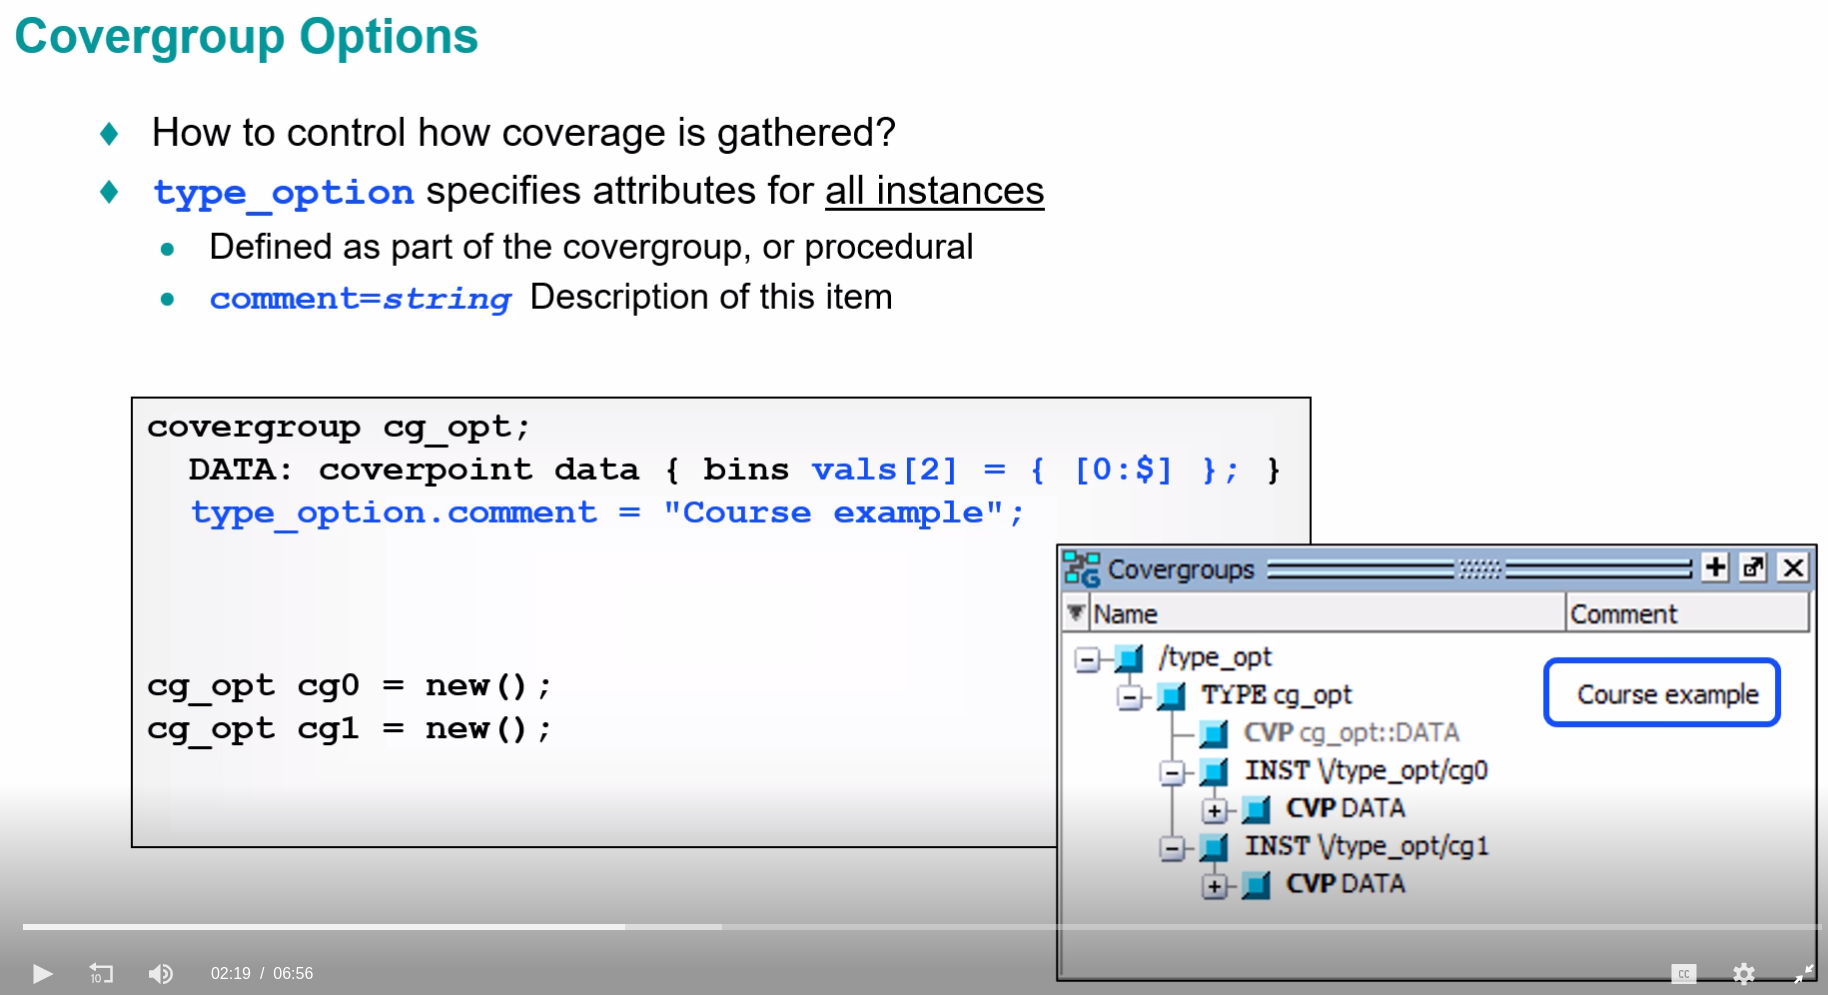 Covergroup Options
How to control how coverage is gathered?
type_option specifies attributes for all instances
Defined as part of the covergroup, or procedural
comment=string Description of this item
covergroup cg_opt;
DATA: coverpoint data { bins vals[2] = { [0:$] }; }
type_option.comment = "Course example";
cg_opt cg0 = new();
cg_opt cg1 = new();
Covergroups
Name Comment
/type_opt
TYPE cg_opt Course example
CVP cg_opt::DATA
INST \/type_opt/cg0
CVP DATA
INST \/type_opt/cg1
CVP DATA
10 02:19 / 06:56 CC